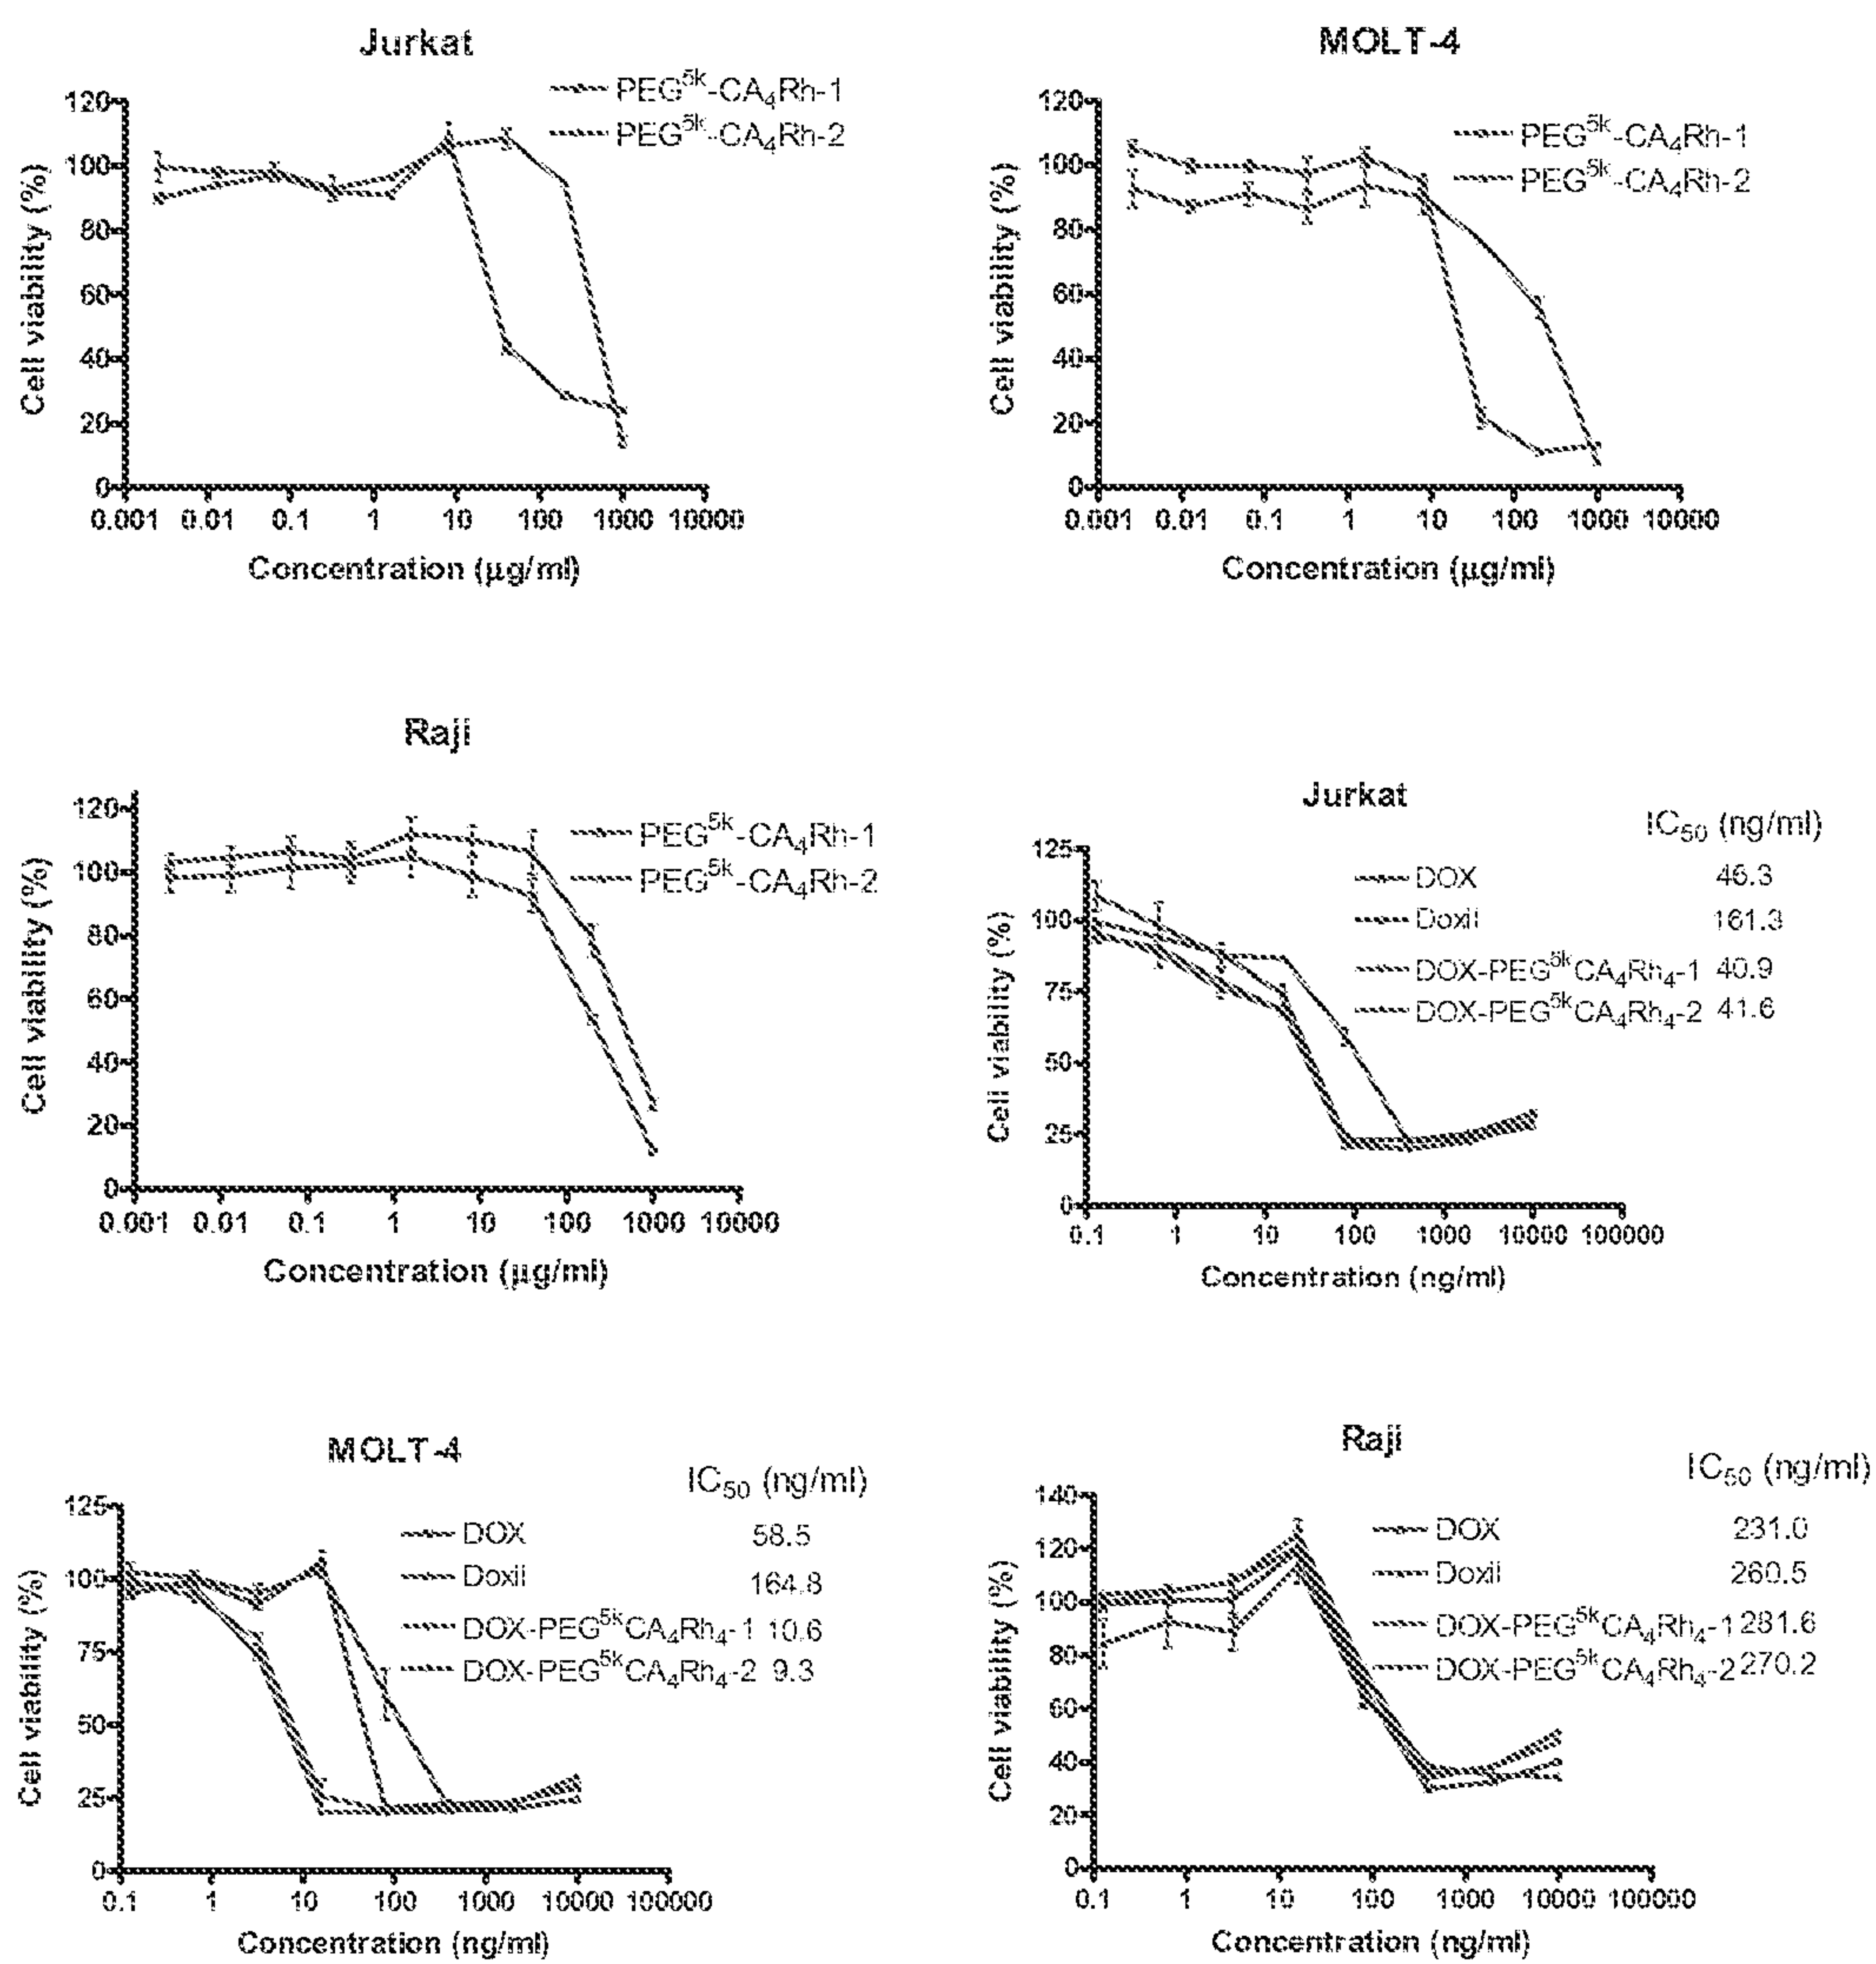 Jurkat
PEG5k-CA4Rh-1
PEG5k-CA4Rh-2
120
100
80
60
40
20
0
Cell viability (%)
0.001 0.01 0.1 1 10 100 1000 10000
Concentration (µg/ml)
MOLT-4
PEG5k-CA4Rh-1
PEG5k-CA4Rh-2
120
100
80
60
40
20
0
Cell viability (%)
0.001 0.01 0.1 1 10 100 1000 10000
Concentration (µg/ml)
Raji
PEG5k-CA4Rh-1
PEG5k-CA4Rh-2
120
100
80
60
40
20
0
Cell viability (%)
0.001 0.01 0.1 1 10 100 1000 10000
Concentration (µg/ml)
Jurkat
IC50 (ng/ml)
DOX 46.3
Doxil 161.3
DOX-PEG5kCA4Rh4-1 40.9
DOX-PEG5kCA4Rh4-2 41.6
125
100
75
50
25
0
Cell viability (%)
0.1 1 10 100 1000 10000 100000
Concentration (ng/ml)
MOLT-4
IC50 (ng/ml)
DOX 58.5
Doxil 164.8
DOX-PEG5kCA4Rh4-1 10.6
DOX-PEG5kCA4Rh4-2 9.3
125
100
75
50
25
0
Cell viability (%)
0.1 1 10 100 1000 10000 100000
Concentration (ng/ml)
Raji
IC50 (ng/ml)
DOX 231.0
Doxil 260.5
DOX-PEG5kCA4Rh4-1 281.6
DOX-PEG5kCA4Rh4-2 270.2
140
120
100
80
60
40
20
0
Cell viability (%)
0.1 1 10 100 1000 10000 100000
Concentration (ng/ml)